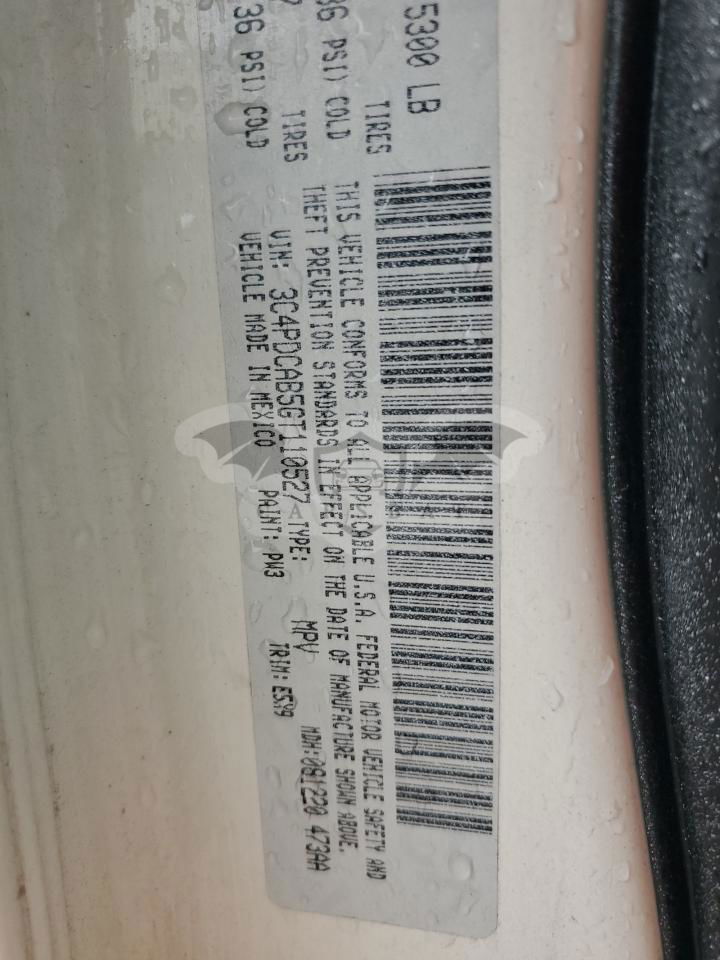 5300 LB
36 PSI) COLD TIRES
36 PSI) COLD TIRES
THIS VEHICLE CONFORMS TO ALL APPLICABLE U.S.A. FEDERAL MOTOR VEHICLE SAFETY AND
THEFT PREVENTION STANDARDS IN EFFECT ON THE DATE OF MANUFACTURE SHOWN ABOVE.
VIN: 3C4PDCAB5GT110527 TYPE: MPV MDH:081220 473AA
VEHICLE MADE IN MEXICO PAINT: PW3 TRIM: E5X9